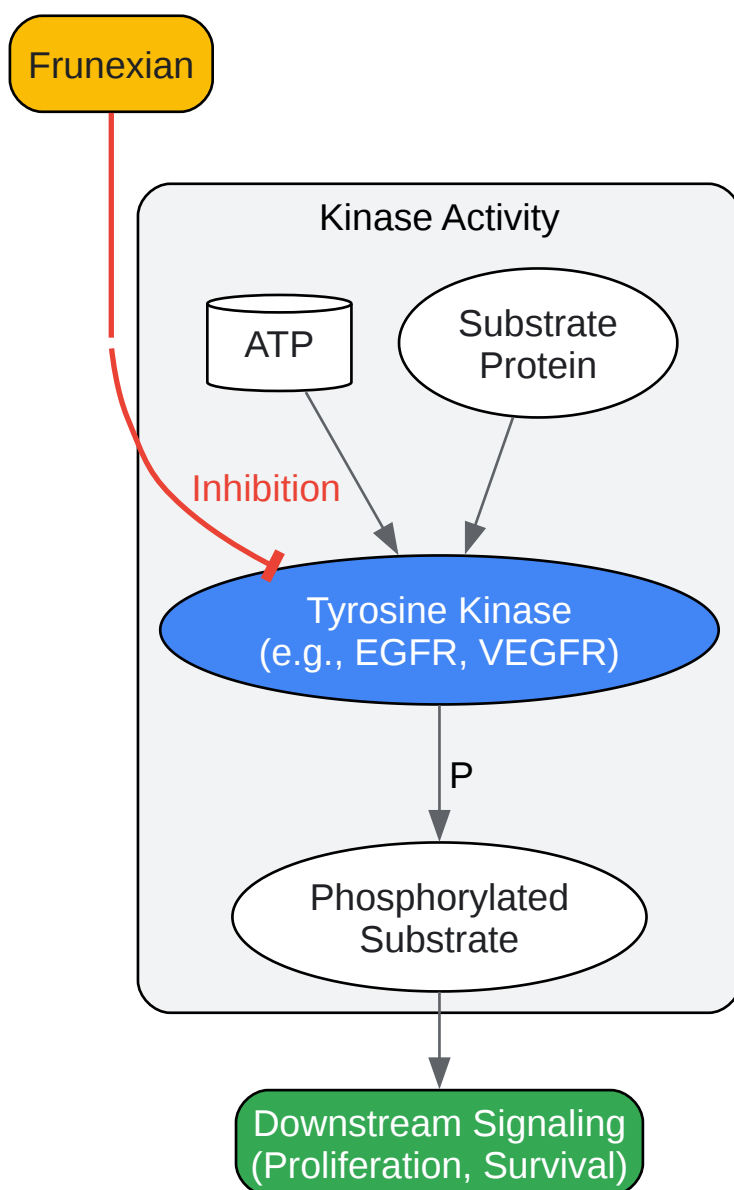 Frunexian
Kinase Activity
ATP
Substrate
Protein
Inhibition
Tyrosine Kinase
(e.g., EGFR, VEGFR)
P
Phosphorylated
Substrate
Downstream Signaling
(Proliferation, Survival)